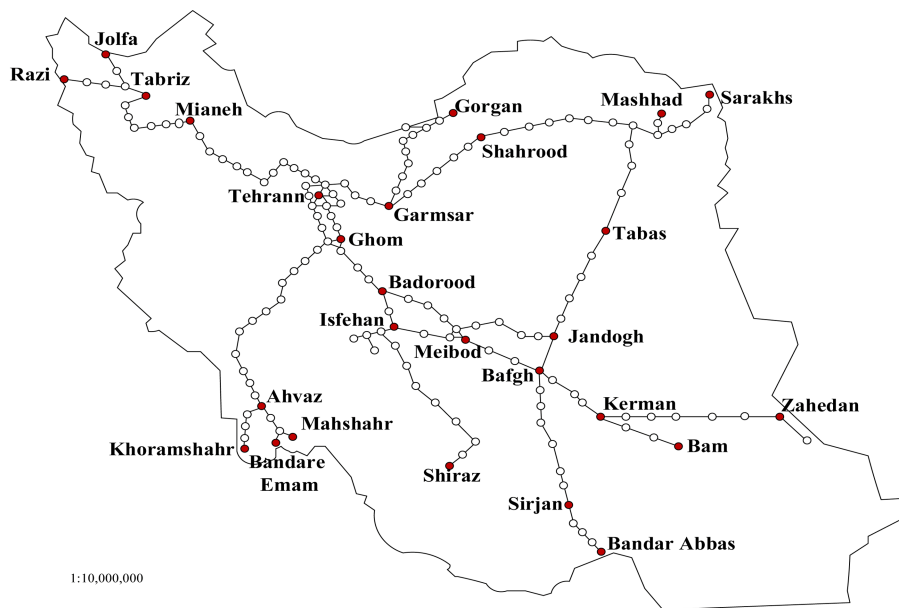 Jolfa
Razi
Tabriz
Mianeh
Gorgan
Mashhad
Sarakhs
Shahrood
Tehrann
Garmsar
Ghom
Tabas
Badorood
Isfehan
Meibod
Jandogh
Bafgh
Ahvaz
Mahshahr
Kerman
Zahedan
Khoramshahr
Bandare
Emam
Shiraz
Bam
Sirjan
Bandar Abbas
1:10,000,000